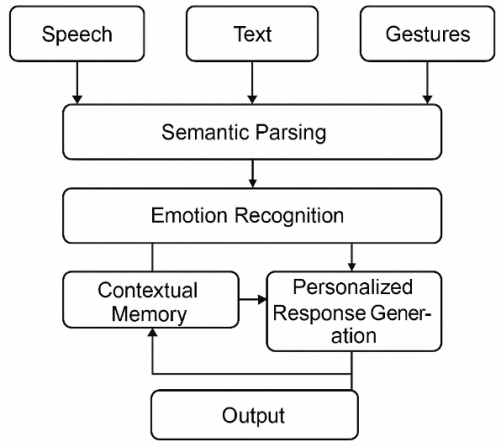 Speech
Text
Gestures
Semantic Parsing
Emotion Recognition
Contextual
Memory
Personalized
Response Gener-
ation
Output